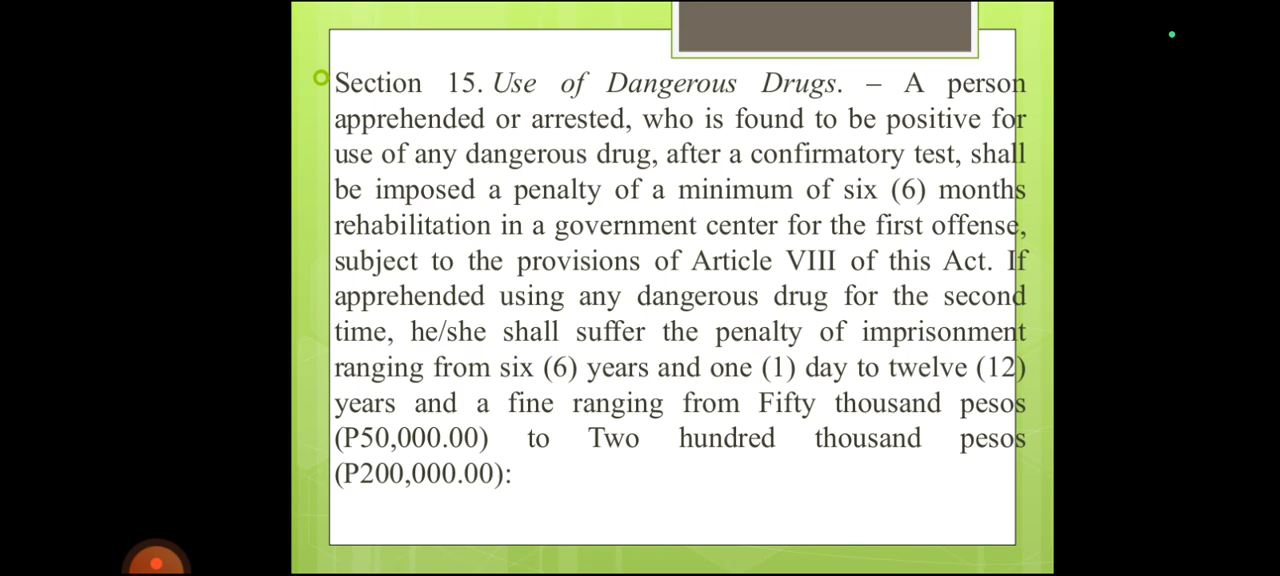 Section 15. Use of Dangerous Drugs. – A person
apprehended or arrested, who is found to be positive for
use of any dangerous drug, after a confirmatory test, shall
be imposed a penalty of a minimum of six (6) months
rehabilitation in a government center for the first offense,
subject to the provisions of Article VIII of this Act. If
apprehended using any dangerous drug for the second
time, he/she shall suffer the penalty of imprisonment
ranging from six (6) years and one (1) day to twelve (12)
years and a fine ranging from Fifty thousand pesos
(P50,000.00) to Two hundred thousand pesos
(P200,000.00):